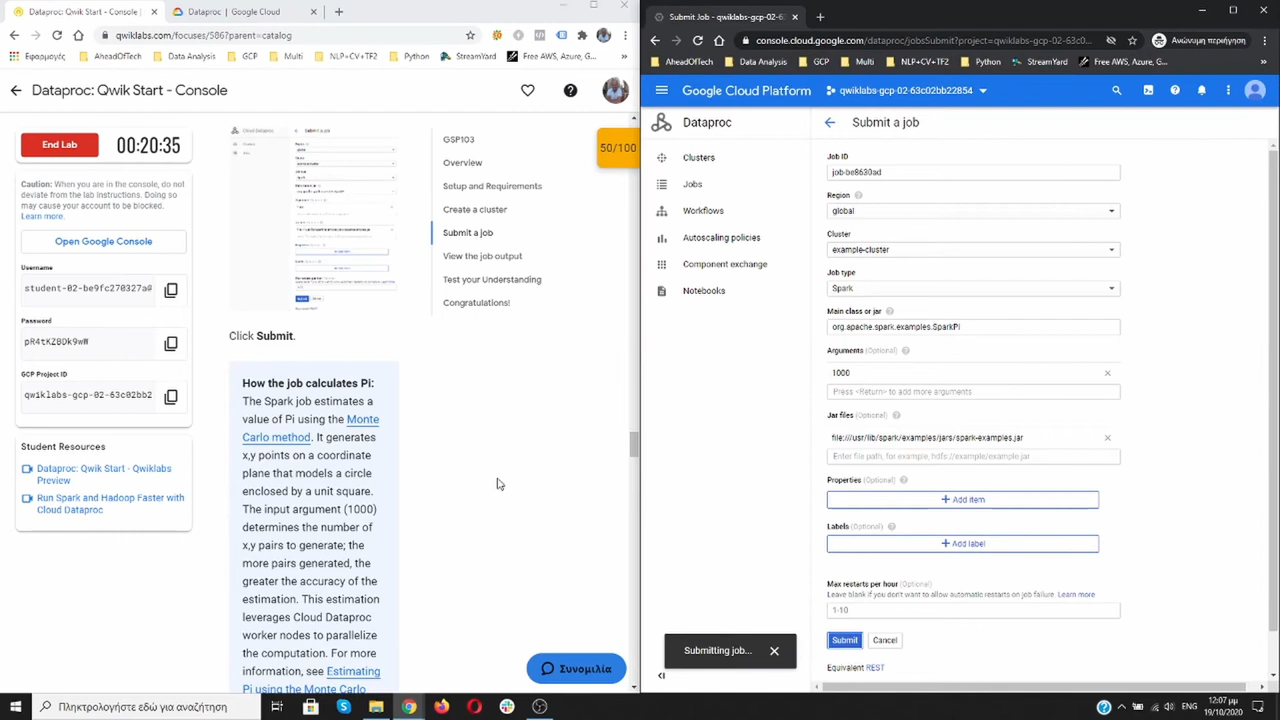 Dataproc: Qwik Start - Console |
Dataproc | Google Cloud
qwiklabs.com/focuses/586?parent=catalog
Εφαρμογές
AheadOfTech
Data Analysis
GCP
Multi
NLP+CV+TF2
Python
StreamYard
Free AWS, Azure, G...
Dataproc: Qwik Start - Console
End Lab
00:20:35
Caution: When you are in the console, do not
deviate from the lab instructions. Doing so
may cause your account to be blocked.
Learn more.
Open Google Console
Username
student-02-be9fc270327a@
Password
pR4tKZBDk9wW
GCP Project ID
qwiklabs-gcp-02-63c02bb2
Student Resources
Dataproc: Qwik Start - Qwiklabs
Preview
Run Spark and Hadoop Faster with
Cloud Dataproc
Click Submit.
How the job calculates Pi:
The Spark job estimates a
value of Pi using the Monte
Carlo method. It generates
x,y points on a coordinate
plane that models a circle
enclosed by a unit square.
The input argument (1000)
determines the number of
x,y pairs to generate; the
more pairs generated, the
greater the accuracy of the
estimation. This estimation
leverages Cloud Dataproc
worker nodes to parallelize
the computation. For more
information, see Estimating
Pi using the Monte Carlo
GSP103
Overview
Setup and Requirements
Create a cluster
Submit a job
View the job output
Test your Understanding
Congratulations!
50/100
Συνομιλία
Submit Job - qwiklabs-gcp-02-63
console.cloud.google.com/dataproc/jobsSubmit?project=qwiklabs-gcp-02-63c0...
Ανώνυμη περιήγηση
AheadOfTech
Data Analysis
GCP
Multi
NLP+CV+TF2
Python
StreamYard
Free AWS, Azure, G...
Google Cloud Platform
qwiklabs-gcp-02-63c02bb22854
Dataproc
Submit a job
Clusters
Jobs
Workflows
Autoscaling policies
Component exchange
Notebooks
Job ID
job-be8630ad
Region
global
Cluster
example-cluster
Job type
Spark
Main class or jar
org.apache.spark.examples.SparkPi
Arguments (Optional)
1000
Press <Return> to add more arguments
Jar files (Optional)
file:///usr/lib/spark/examples/jars/spark-examples.jar
Enter file path, for example, hdfs://example/example.jar
Properties (Optional)
+ Add item
Labels (Optional)
+ Add label
Max restarts per hour (Optional)
Leave blank if you don't want to allow automatic restarts on job failure. Learn more
1-10
Submit
Cancel
Equivalent REST
Submitting job...
Πληκτρολογήστε εδώ για αναζήτηση
ENG
12:07 μμ
19/10/2020